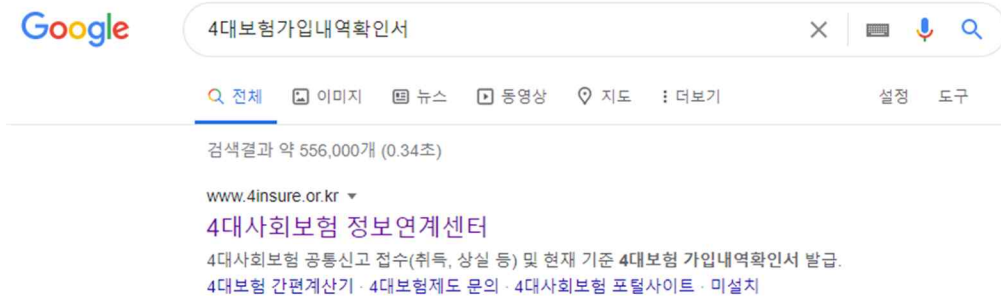 Google 4대보험가입내역확인서
전체 이미지 뉴스 동영상 지도 더보기 설정 도구
검색결과 약 556,000개 (0.34초)
www.4insure.or.kr
4대사회보험 정보연계센터
4대사회보험 공통신고 접수(취득, 상실 등) 및 현재 기준 4대보험 가입내역확인서 발급.
4대보험 간편계산기 · 4대보험제도 문의 · 4대사회보험 포털사이트 · 미설치